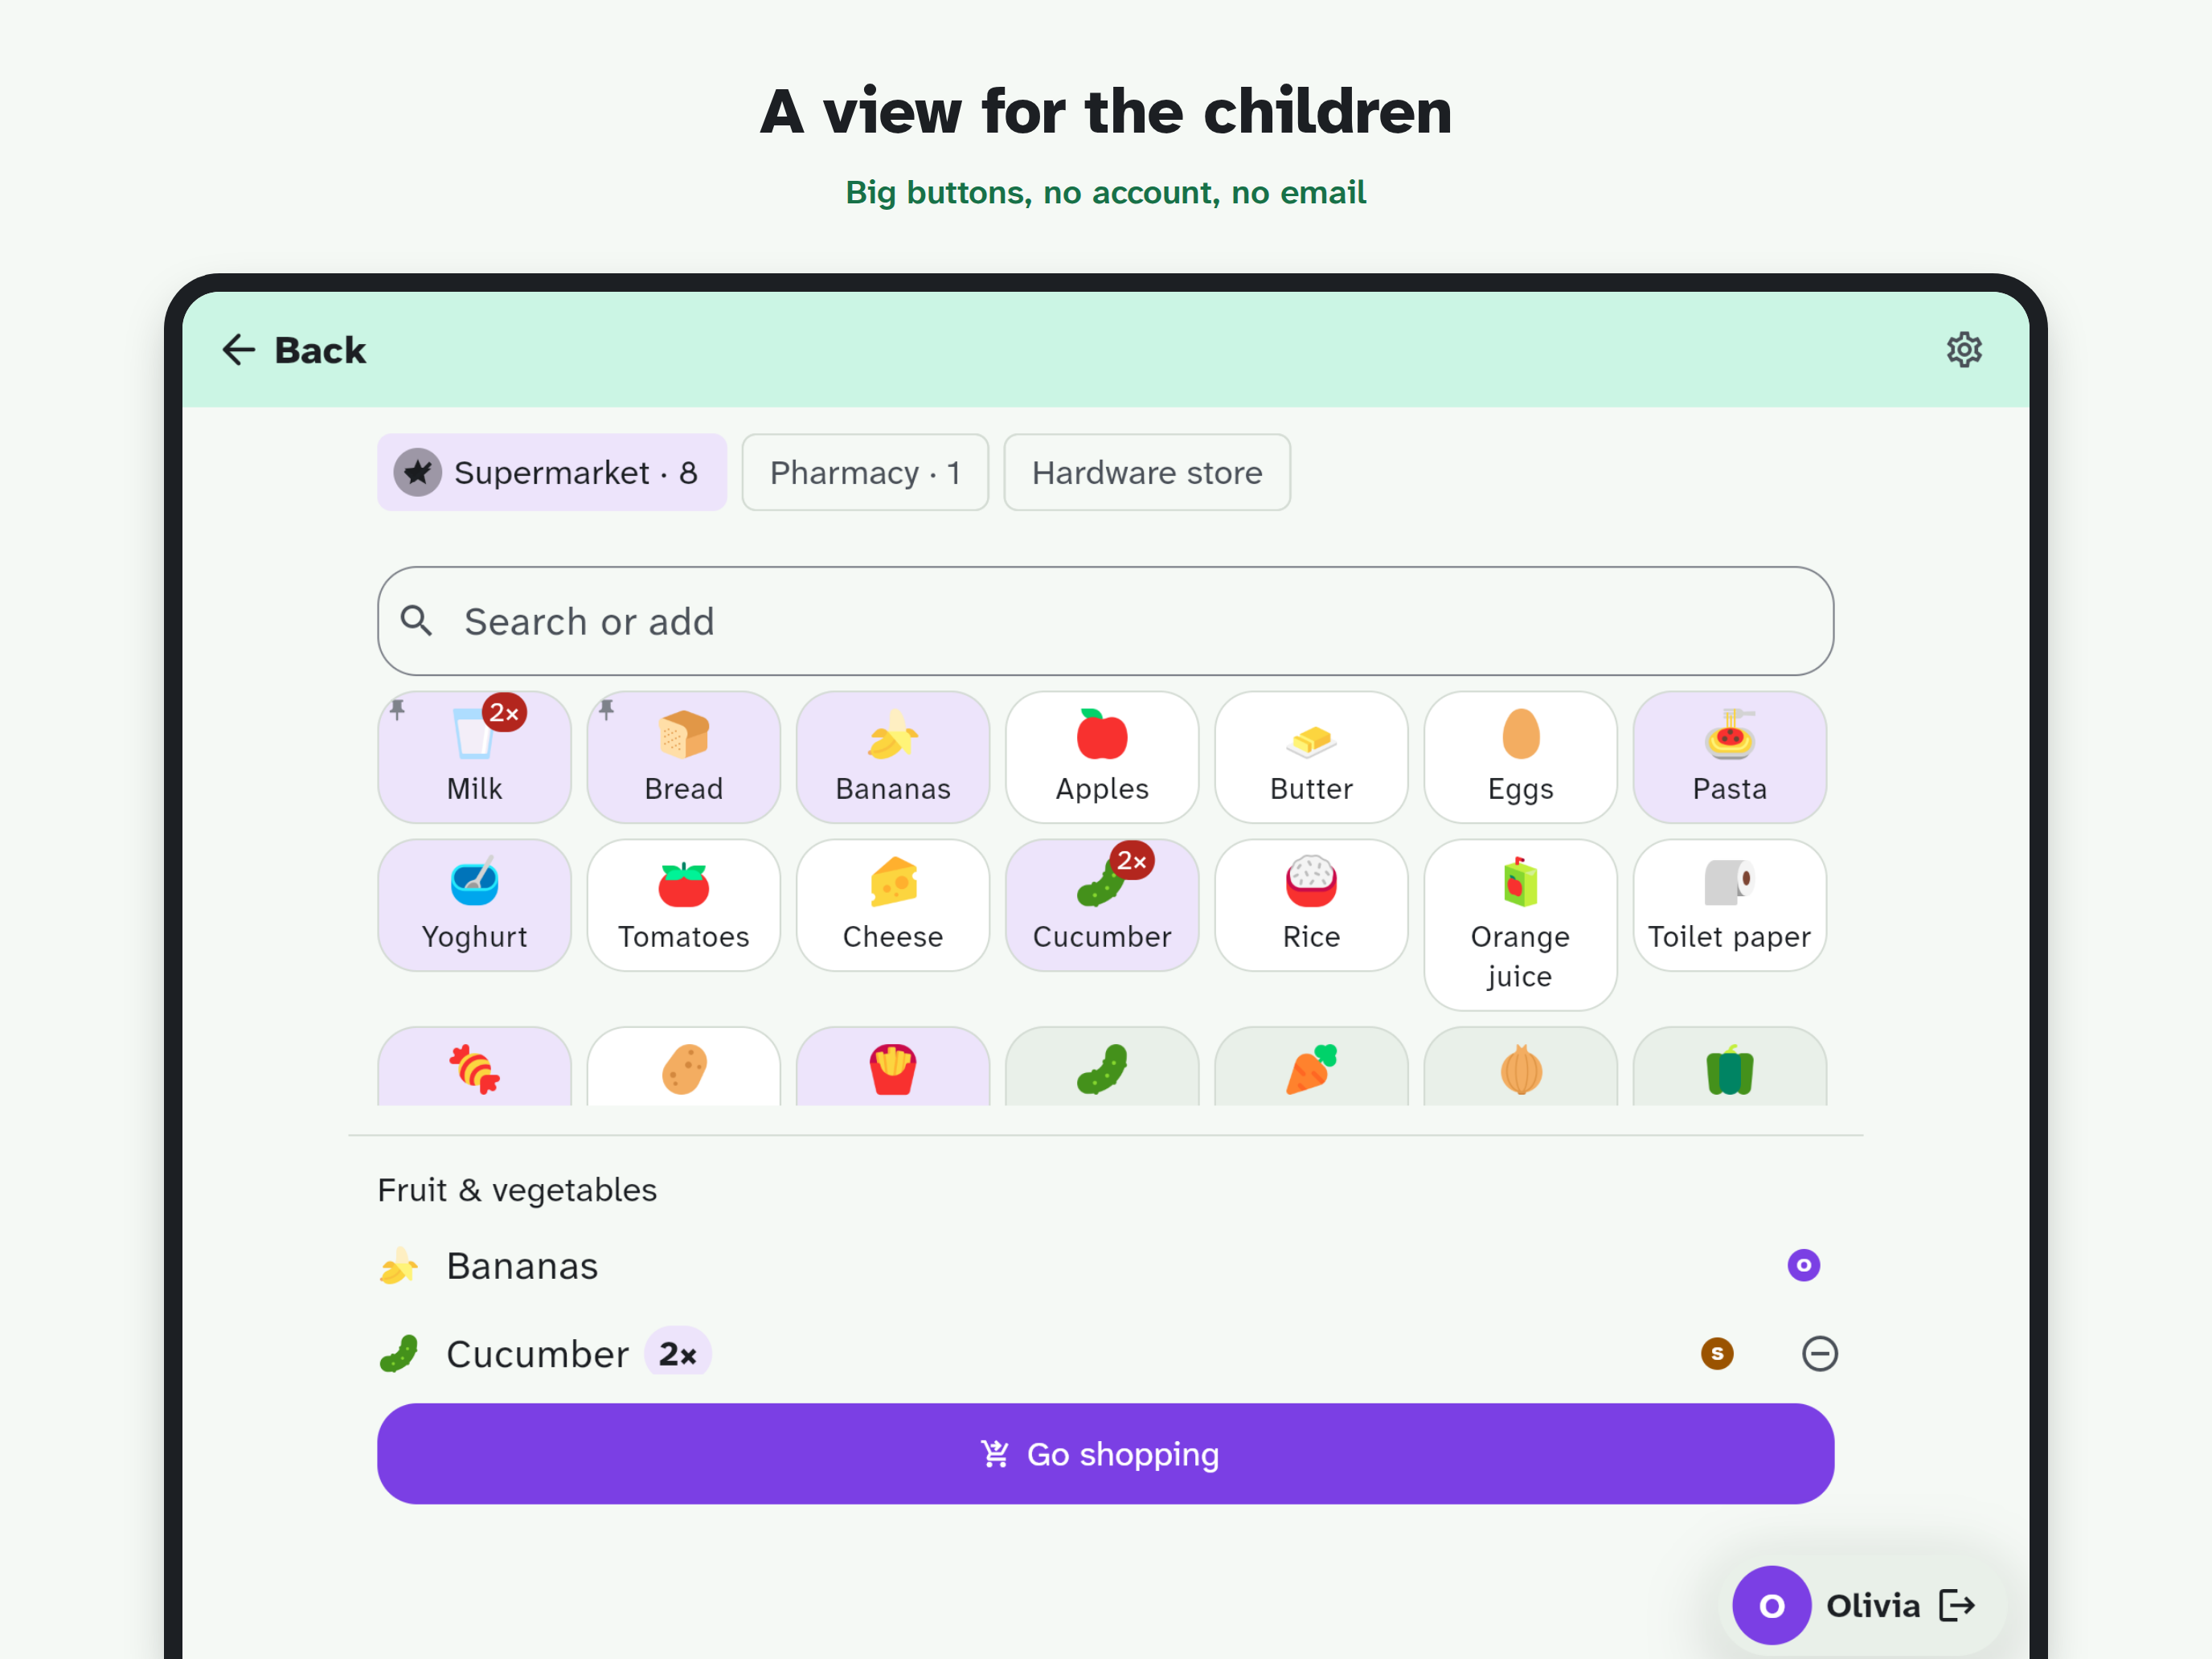 A view for the children
Big buttons, no account, no email
Back
Supermarket · 8
Pharmacy · 1
Hardware store
Search or add
2×
Milk
Bread
Bananas
Apples
Butter
Eggs
Pasta
Yoghurt
Tomatoes
Cheese
2×
Cucumber
Rice
Orange
juice
Toilet paper
Fruit & vegetables
Bananas
O
Cucumber 2×
S
Go shopping
O Olivia